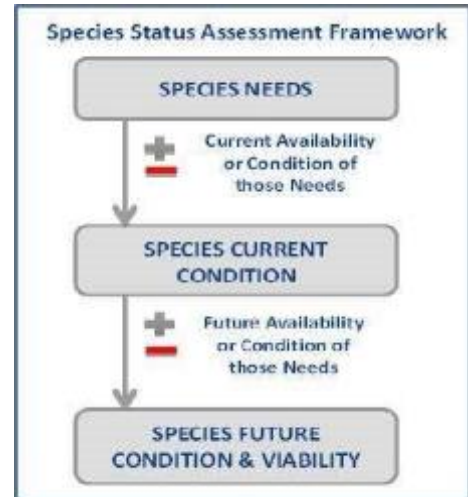 Species Status Assessment Framework
SPECIES NEEDS
Current Availability
or Condition of
those Needs
SPECIES CURRENT
CONDITION
Future Availability
or Condition of
those Needs
SPECIES FUTURE
CONDITION & VIABILITY